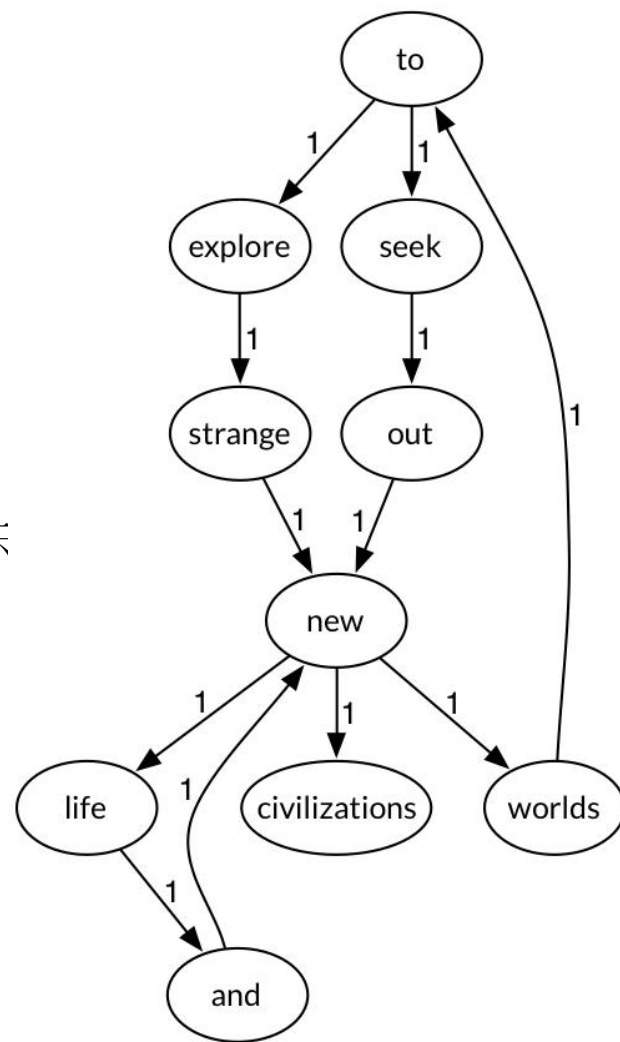 to
1 1
explore seek
1 1 1
strange out
1 1
new
1 1 1
life 1 civilizations worlds
1
and